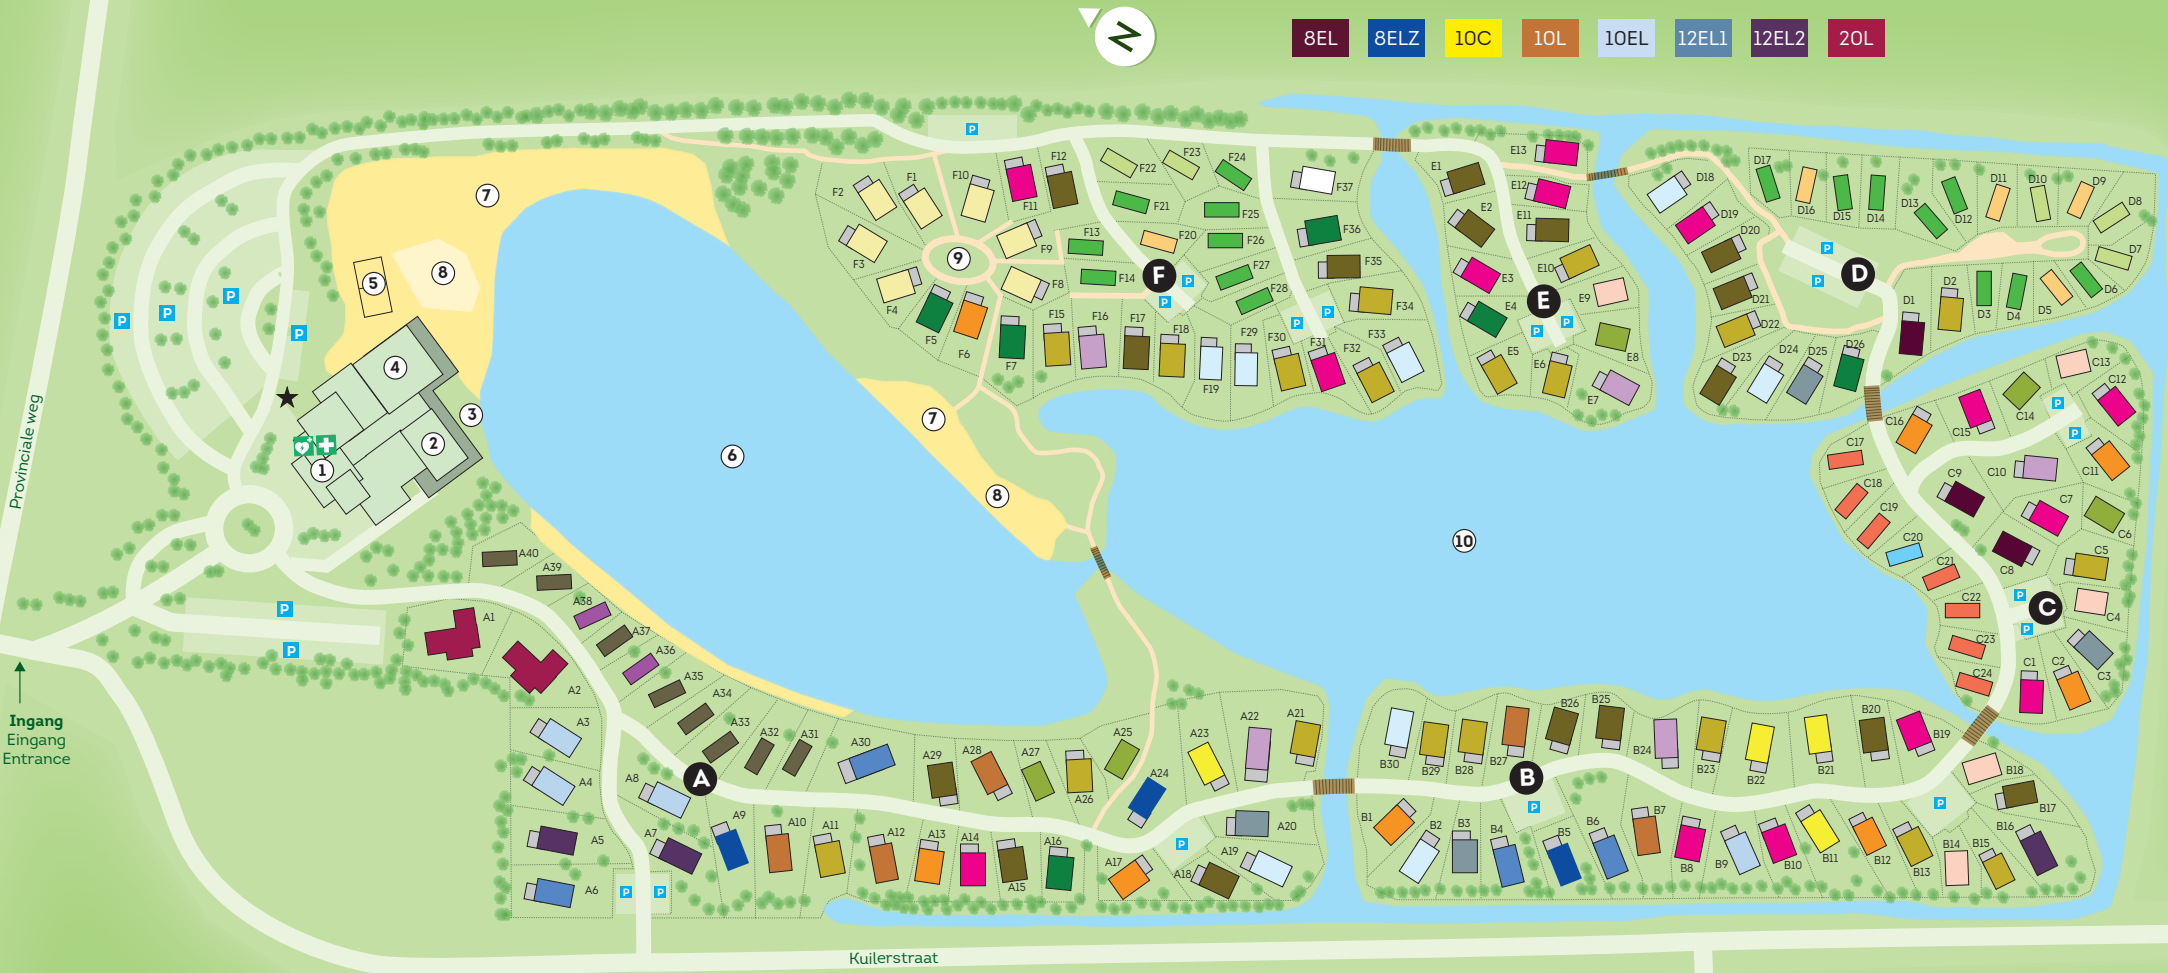 8EL 8ELZ 10C 10L 10EL 12EL1 12EL2 20L
N
P
Provinciale weg
Ingang
Eingang
Entrance
Kuilerstraat
P P P P
P
P
P P
1 2 3 4 5 6 7 8 9 10
7
8
A
A1
A2
A3
A4
A5
A6
A7
A8
A9
A10
A11
A12
A13
A14
A15
A16
A17
A18
A19
A20
A21
A22
A23
A24
A25
A26
A27
A28
A29
A30
A31
A32
A33
A34
A35
A36
A37
A38
A39
A40
P
B
B1
B2
B3
B4
B5
B6
B7
B8
B9
B10
B11
B12
B13
B14
B15
B16
B17
B18
B19
B20
B21
B22
B23
B24
B25
B26
B27
B28
B29
B30
P
P
C
C1
C2
C3
C4
C5
C6
C7
C8
C9
C10
C11
C12
C13
C14
C15
C16
C17
C18
C19
C20
C21
C22
C23
C24
P
P
P
P
D
D1
D2
D3
D4
D5
D6
D7
D8
D9
D10
D11
D12
D13
D14
D15
D16
D17
D18
D19
D20
D21
D22
D23
D24
D25
D26
P
P
E
E1
E2
E3
E4
E5
E6
E7
E8
E9
E10
E11
E12
E13
P
P
F
F1
F2
F3
F4
F5
F6
F7
F8
F9
F10
F11
F12
F13
F14
F15
F16
F17
F18
F19
F20
F21
F22
F23
F24
F25
F26
F27
F28
F29
F30
F31
F32
F33
F34
F35
F36
F37
P
P
P
P